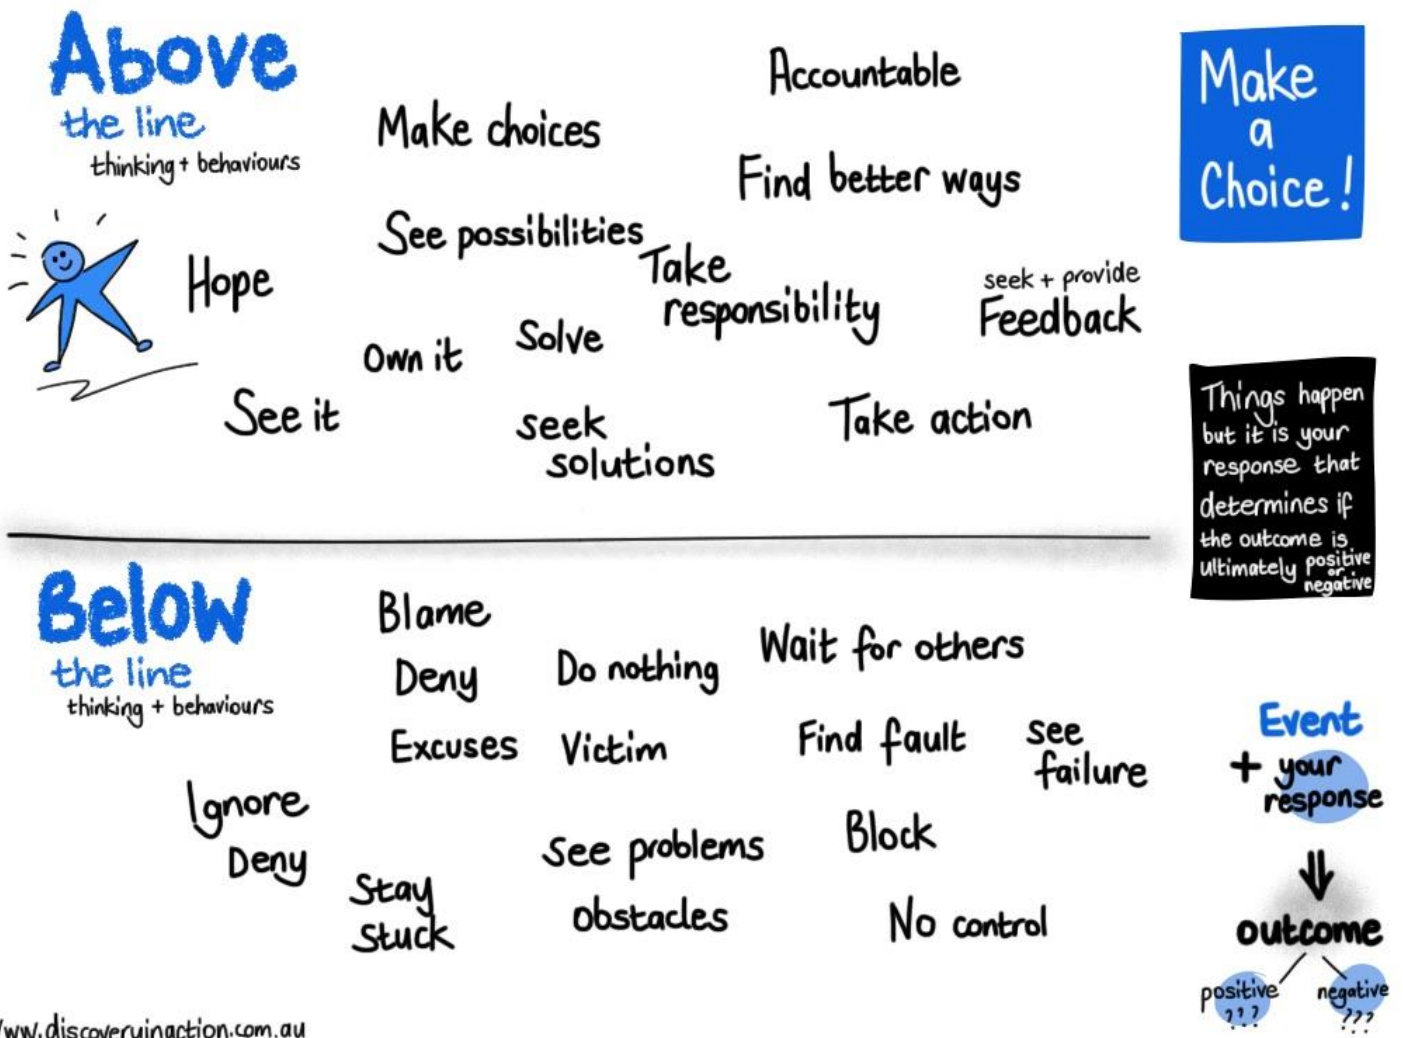 Above
the line
thinking + behaviours
Make choices
Accountable
Find better ways
See possibilities
Hope
Take
responsibility
seek + provide
Feedback
Own it
Solve
See it
seek
solutions
Take action
Make
a
Choice!
Things happen
but it is your
response that
determines if
the outcome is
ultimately positive
or
negative
Below
the line
thinking + behaviours
Blame
Deny
Do nothing
Wait for others
Excuses
Victim
Find fault
see
failure
Ignore
Deny
See problems
Block
Stay
Stuck
obstacles
No control
Event
+ your
response
outcome
positive
???
negative
???
www.discoveryinaction.com.au